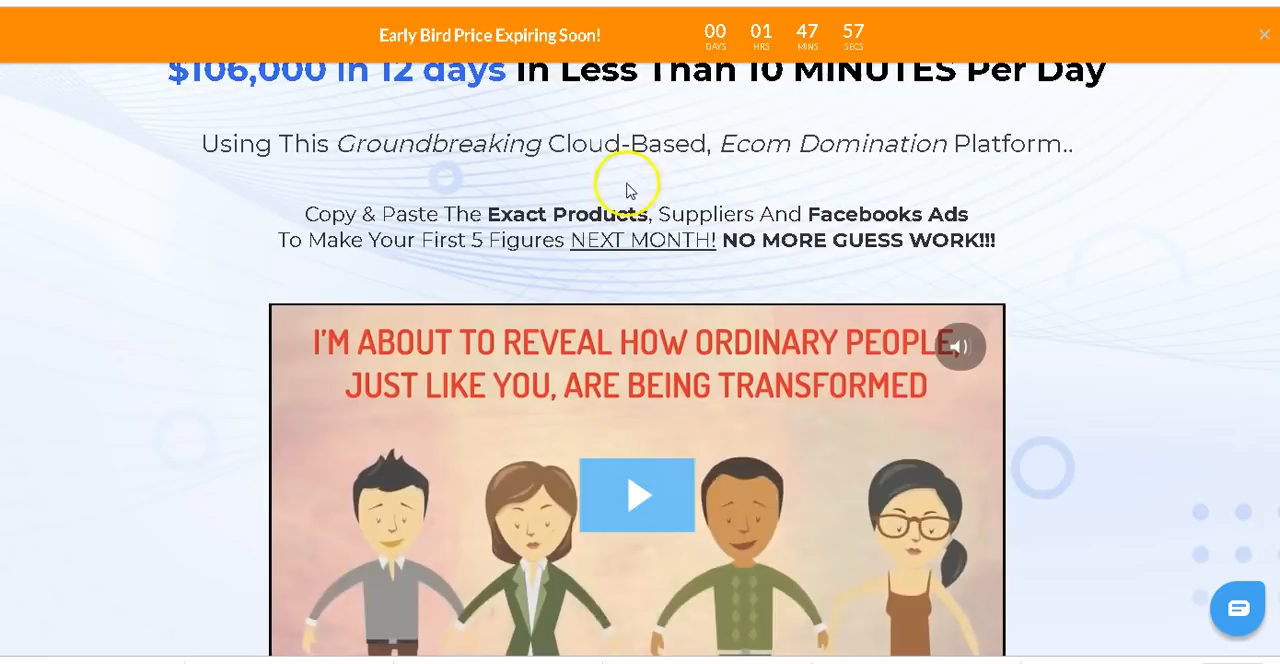 Early Bird Price Expiring Soon!
00 01 47 57
DAYS HRS MINS SECS
$106,000 in 12 days In Less Than 10 MINUTES Per Day
Using This Groundbreaking Cloud-Based, Ecom Domination Platform..
Copy & Paste The Exact Products, Suppliers And Facebooks Ads
To Make Your First 5 Figures NEXT MONTH! NO MORE GUESS WORK!!!
I'M ABOUT TO REVEAL HOW ORDINARY PEOPLE,
JUST LIKE YOU, ARE BEING TRANSFORMED